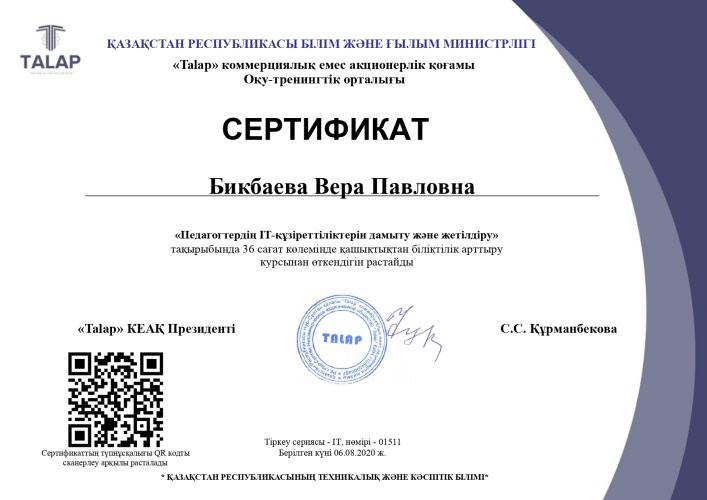 TALAP
ҚАЗАҚСТАН РЕСПУБЛИКАСЫ БІЛІМ ЖӘНЕ ҒЫЛЫМ МИНИСТРЛІГІ
«Talap» коммерциялық емес акционерлік қоғамы
Оқу-тренингтік орталығы
СЕРТИФИКАТ
Бикбаева Вера Павловна
«Педагогтердің IT-құзіреттіліктерін дамыту және жетілдіру»
тақырыбында 36 сағат көлемінде қашықтықтан біліктілік арттыру
курсынан өткендігін растайды
«Talap» КЕАҚ Президенті
TALAP
С.С. Құрманбекова
Сертификаттың түпнұсқалығы QR кодты
сканерлеу арқылы расталады
Тіркеу сериясы - IT, нөмірі - 01511
Берілген күні 06.08.2020 ж.
* ҚАЗАҚСТАН РЕСПУБЛИКАСЫНЫҢ ТЕХНИКАЛЫҚ ЖӘНЕ КӘСІПТІК БІЛІМІ*